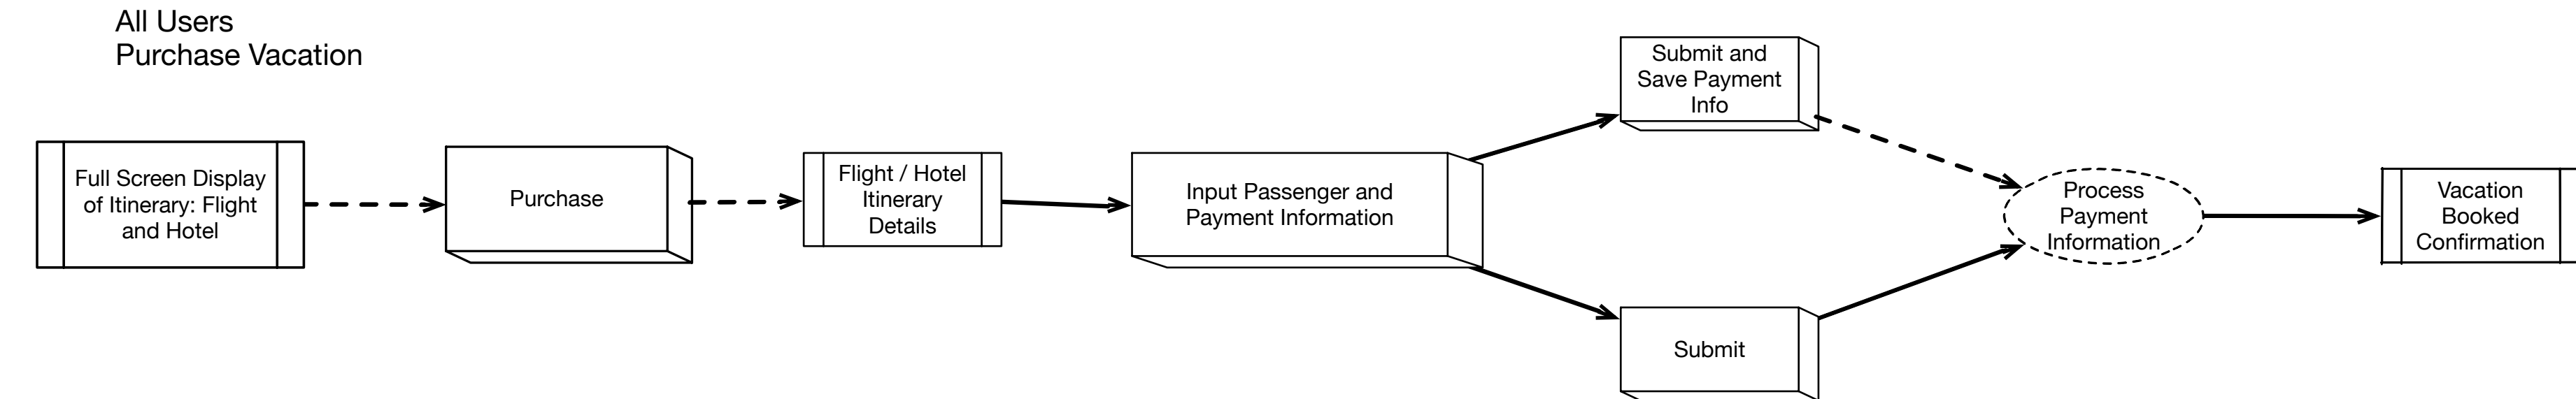 All Users
Purchase Vacation
Full Screen Display
of Itinerary: Flight
and Hotel
Purchase
Flight / Hotel
Itinerary
Details
Input Passenger and
Payment Information
Submit and
Save Payment
Info
Submit
Process
Payment
Information
Vacation
Booked
Confirmation